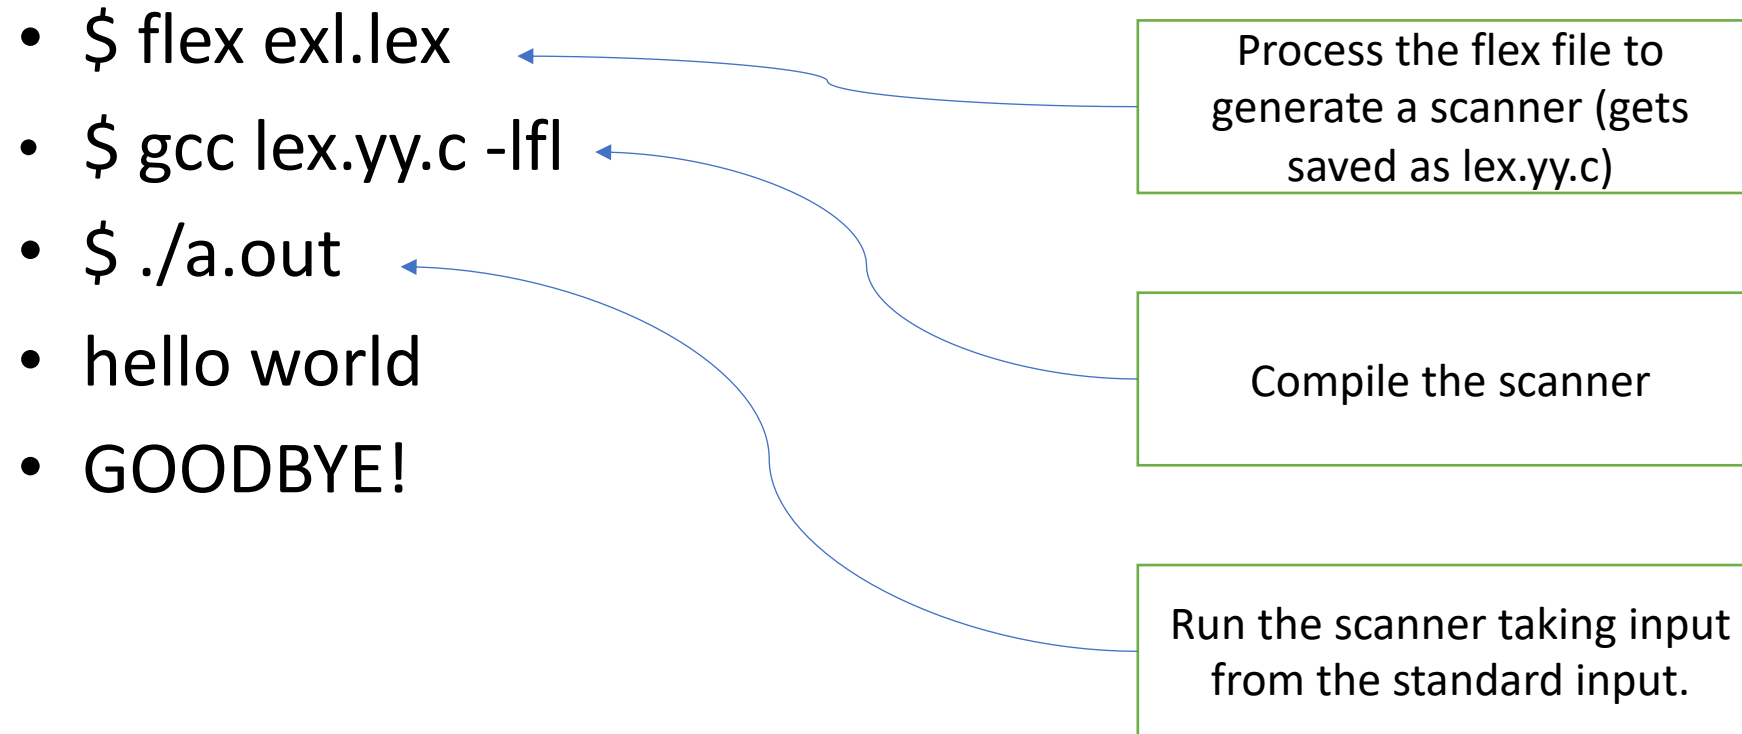 • $ flex exl.lex
• $ gcc lex.yy.c -lfl
• $ ./a.out
• hello world
• GOODBYE!
Process the flex file to
generate a scanner (gets
saved as lex.yy.c)
Compile the scanner
Run the scanner taking input
from the standard input.